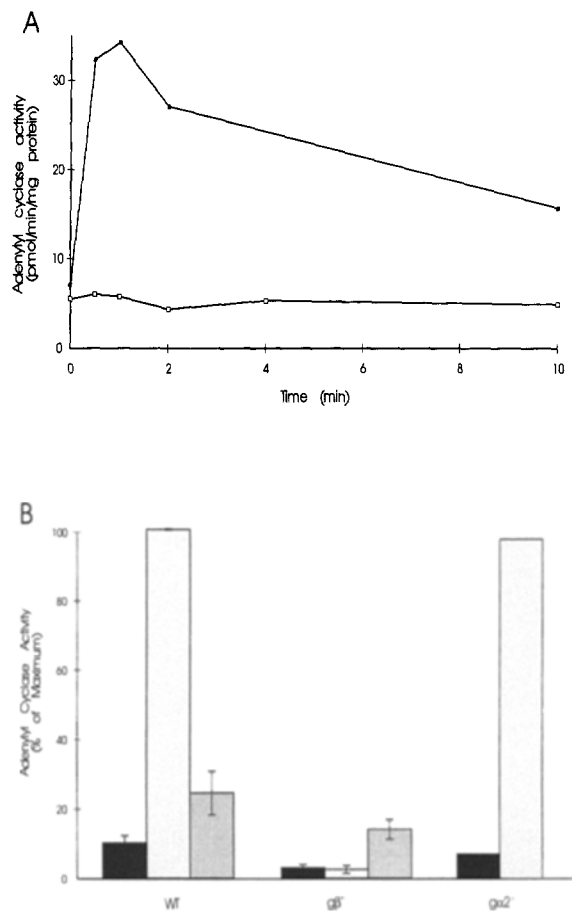 A
Adenylyl cyclase activity
(pmol/min/mg protein)
30
20
10
0
0
2
4
6
8
10
Time (min)
B
Adenylyl Cyclase Activity
(% of Maximum)
100
80
60
40
20
0
WT
gβ⁻
gα2⁻